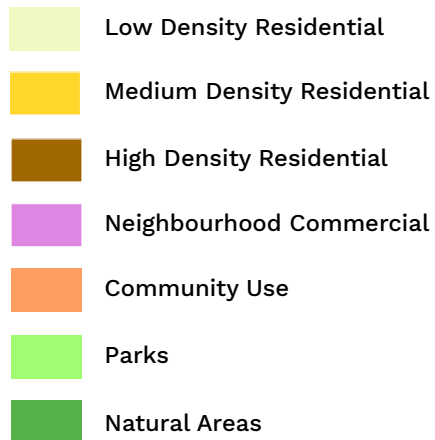 Low Density Residential
Medium Density Residential
High Density Residential
Neighbourhood Commercial
Community Use
Parks
Natural Areas